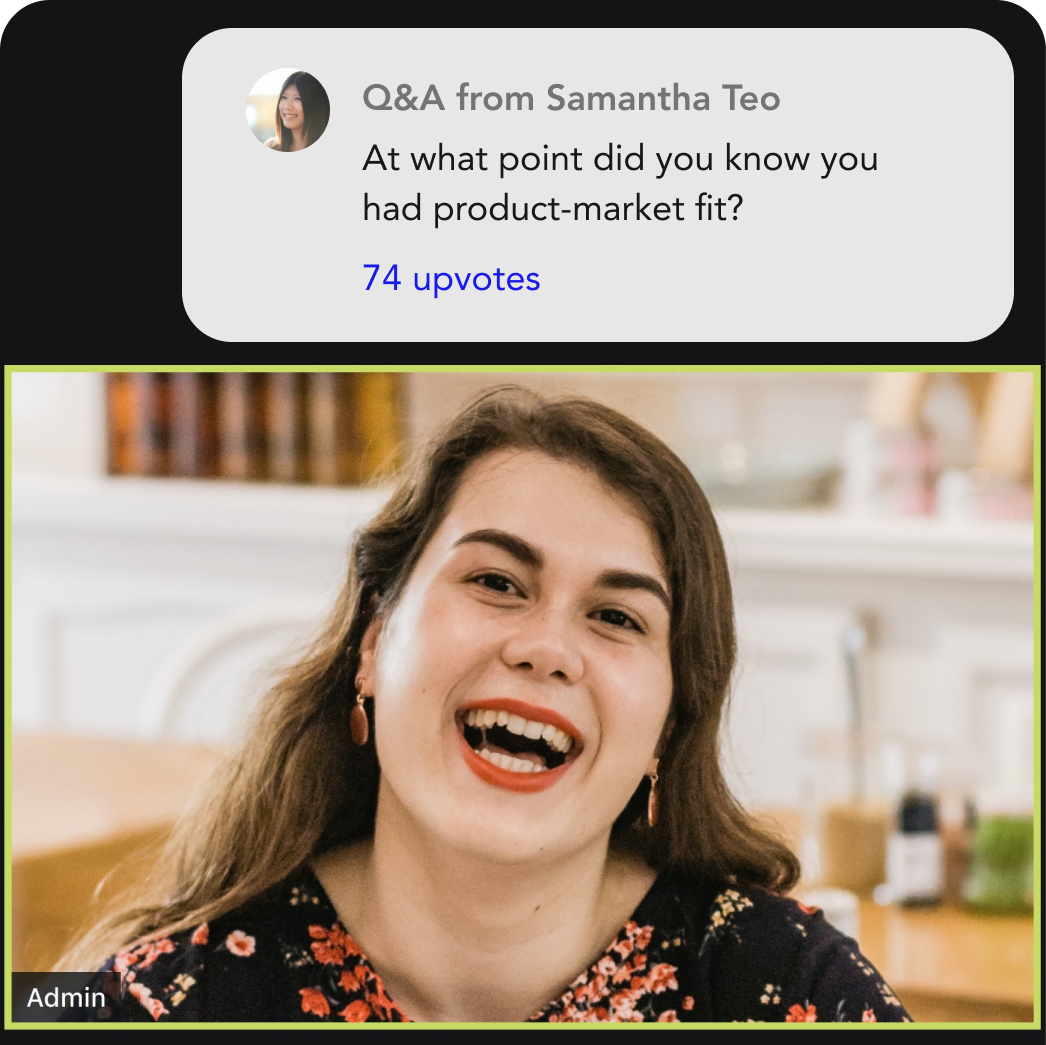 Q&A from Samantha Teo
At what point did you know you
had product-market fit?
74 upvotes
Admin